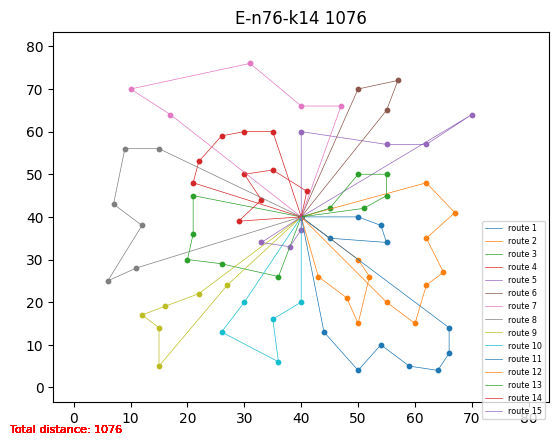 E-n76-k14 1076
80
70
60
50
40
30
20
10
0
0 10 20 30 40 50 60 70 80
route 1
route 2
route 3
route 4
route 5
route 6
route 7
route 8
route 9
route 10
route 11
route 12
route 13
route 14
route 15
Total distance: 1076